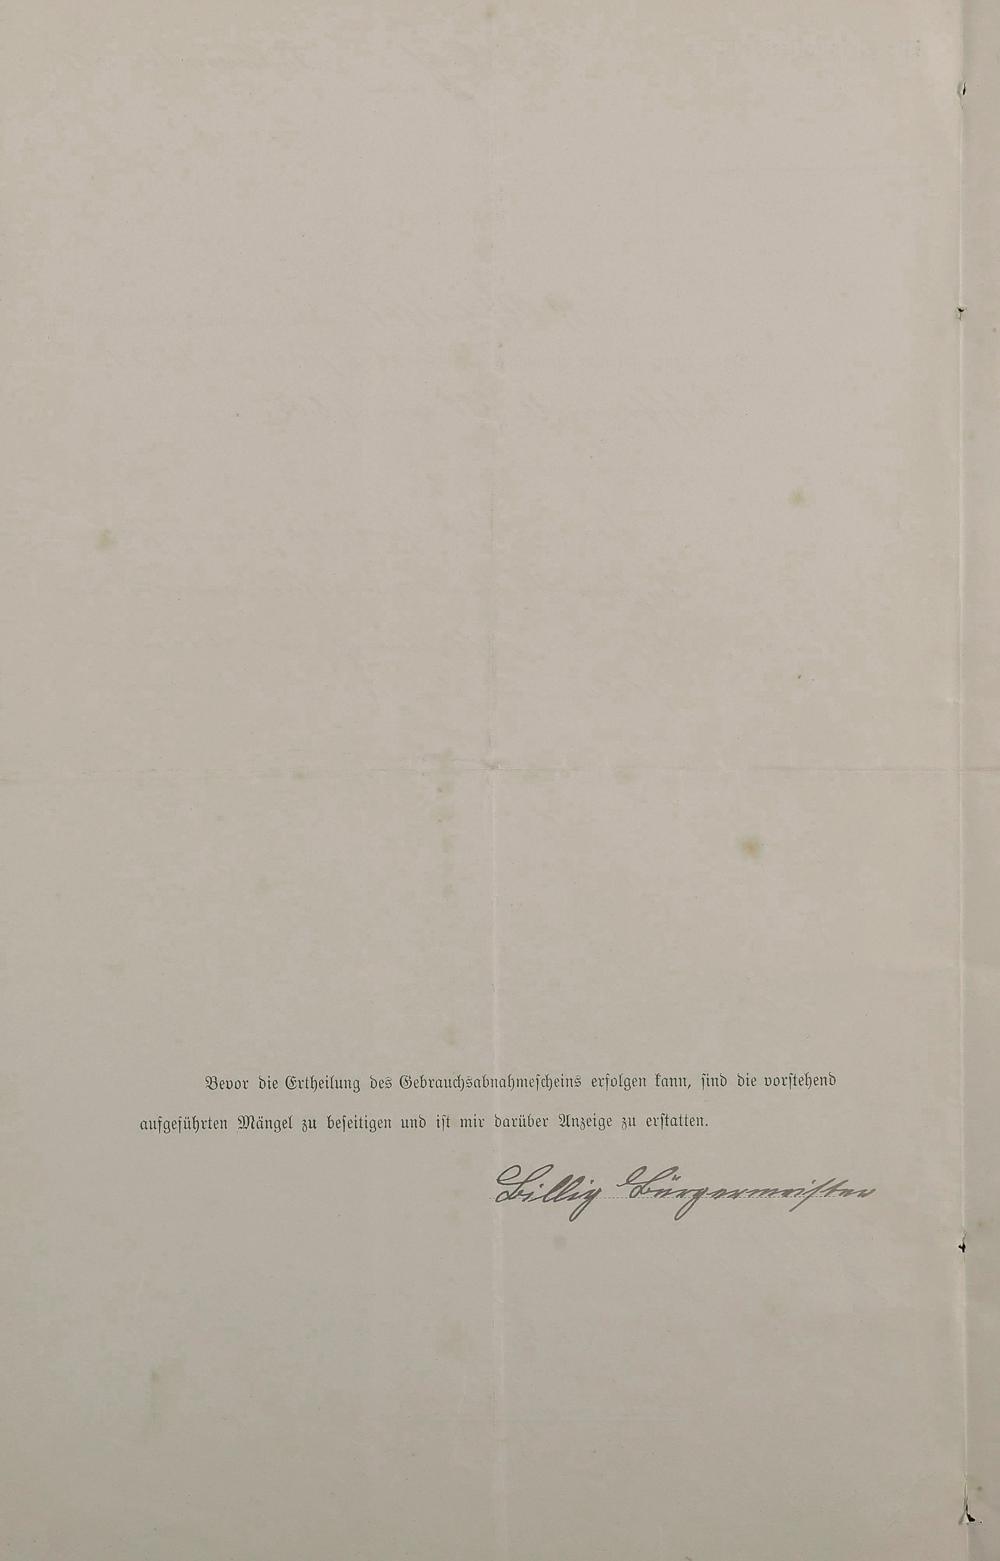 Bevor die Ertheilung des Gebrauchsabnahmescheins erfolgen kann, sind die vorstehend
aufgeführten Mängel zu beseitigen und ist mir darüber Anzeige zu erstatten.
Billig Bürgermeister